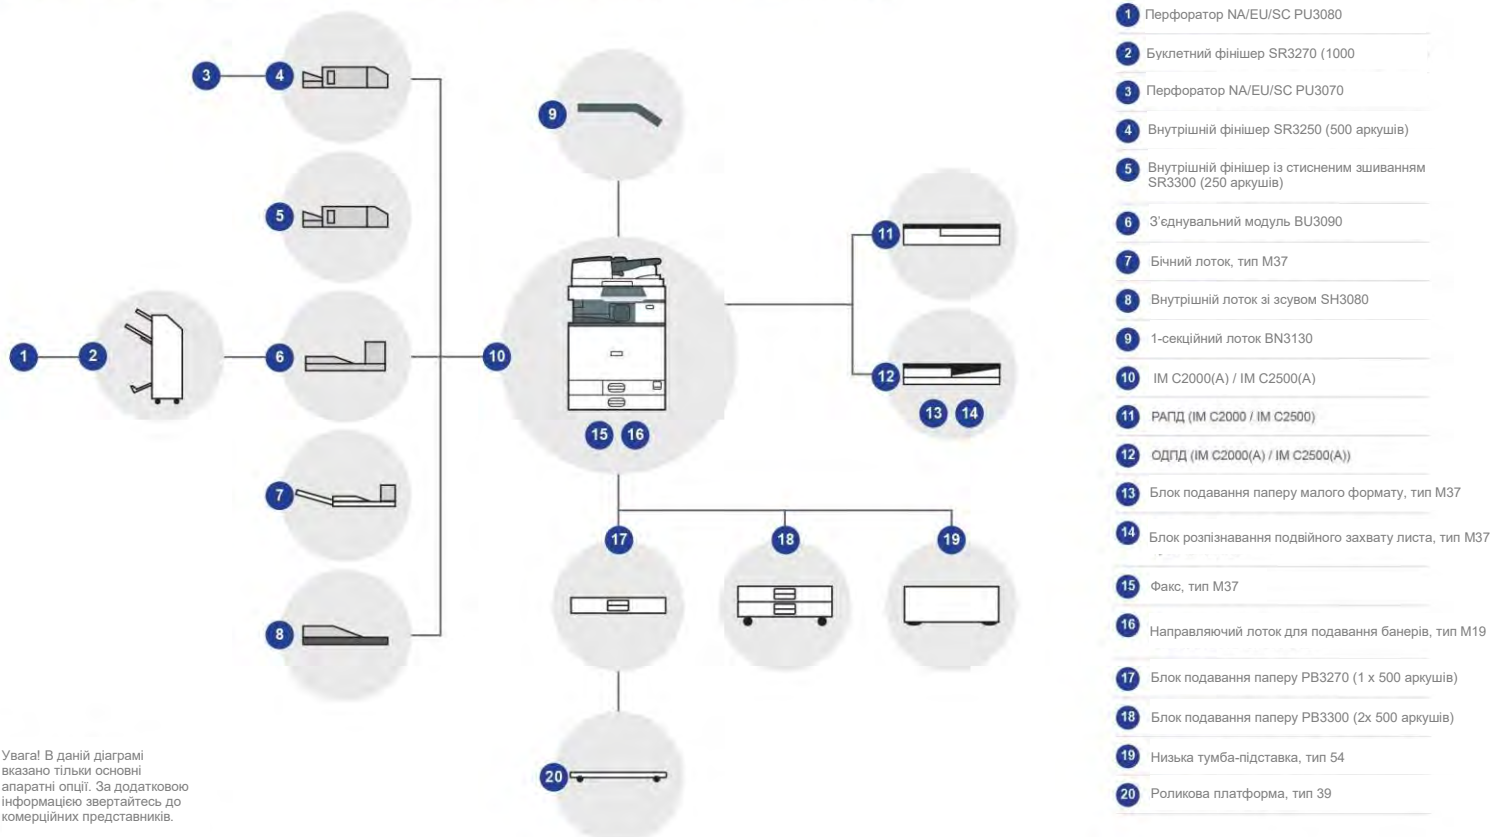 3
4
9
5
11
1
2
6
10
12
13
14
15
16
7
17
18
19
8
20
Увага! В даній діаграмі
вказано тільки основні
апаратні опції. За додатковою
інформацією звертайтесь до
комерційних представників.
1 Перфоратор NA/EU/SC PU3080
2 Буклетний фінішер SR3270 (1000
3 Перфоратор NA/EU/SC PU3070
4 Внутрішній фінішер SR3250 (500 аркушів)
5 Внутрішній фінішер із стисненим зшиванням
SR3300 (250 аркушів)
6 З’єднувальний модуль BU3090
7 Бічний лоток, тип M37
8 Внутрішній лоток зі зсувом SH3080
9 1-секційний лоток BN3130
10 IM C2000(A) / IM C2500(A)
11 РАПД (IM C2000 / IM C2500)
12 ОДПД (IM C2000(A) / IM C2500(A))
13 Блок подавання паперу малого формату, тип M37
14 Блок розпізнавання подвійного захвату листа, тип M37
15 Факс, тип M37
16 Направляючий лоток для подавання банерів, тип M19
17 Блок подавання паперу PB3270 (1 x 500 аркушів)
18 Блок подавання паперу PB3300 (2x 500 аркушів)
19 Низька тумба-підставка, тип 54
20 Роликова платформа, тип 39